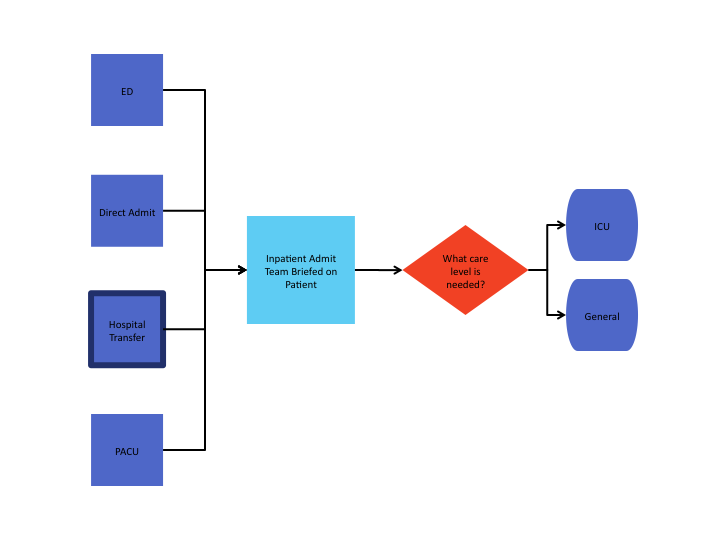 ED
Direct Admit
Hospital
Transfer
PACU
Inpatient Admit
Team Briefed on
Patient
What care
level is
needed?
ICU
General